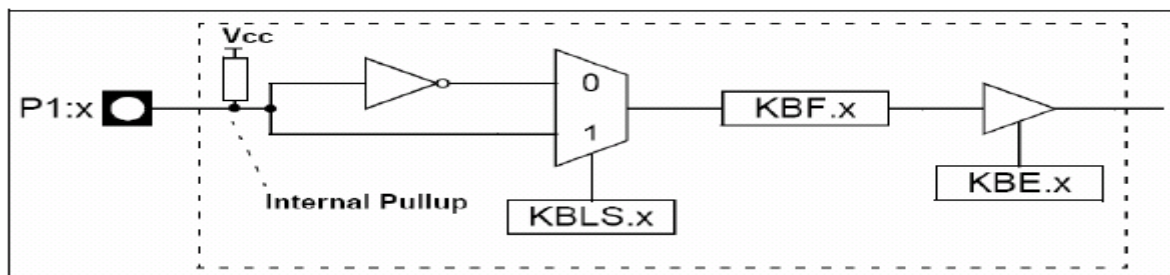 Vcc
P1:x
0
1
KBF.x
KBE.x
Internal Pullup
KBLS.x